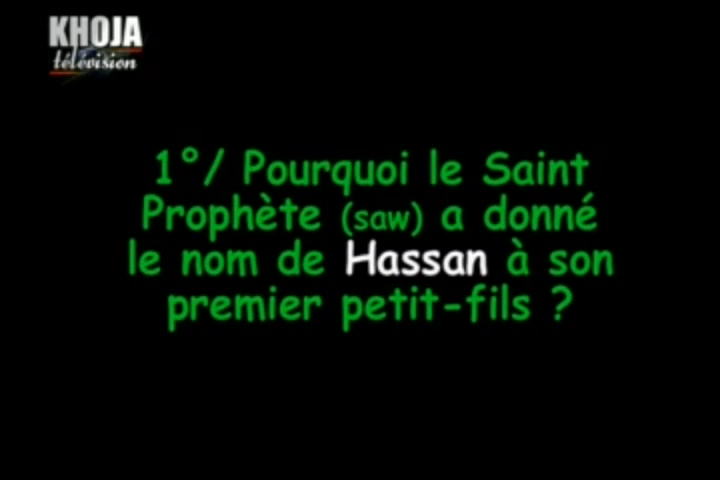 KHOJA
télévision
1°/ Pourquoi le Saint
Prophète (saw) a donné
le nom de Hassan à son
premier petit-fils ?